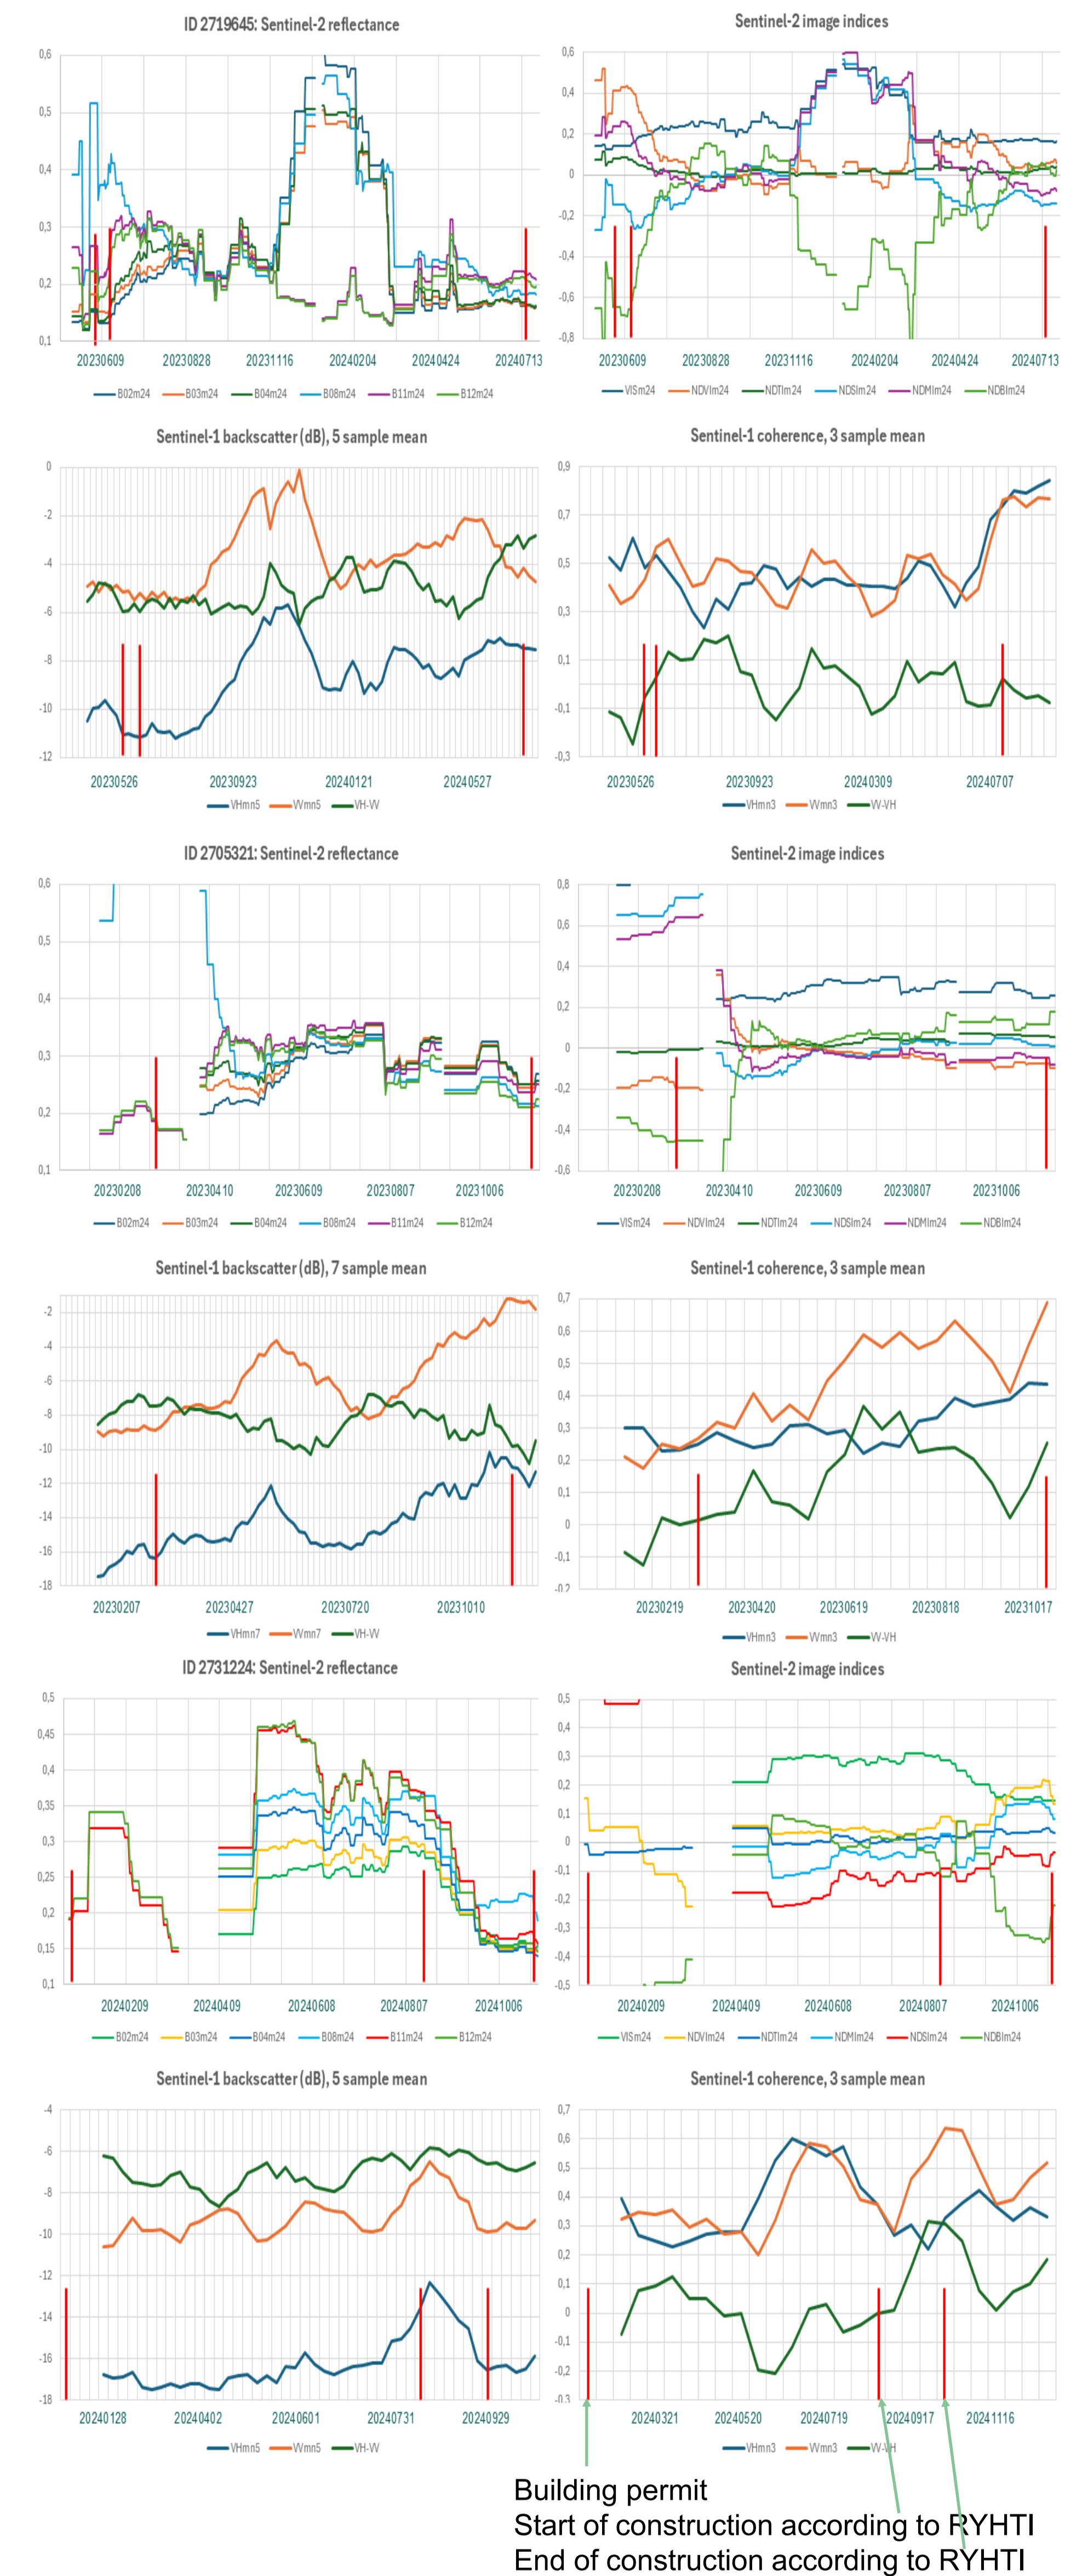 ID 2719645: Sentinel-2 reflectance
0,6
0,5
0,4
0,3
0,2
0,1
20230609 20230828 20231116 20240204 20240424 20240713
B02m24 B03m24 B04m24 B08m24 B11m24 B12m24
Sentinel-2 image indices
0,6
0,4
0,2
0
-0,2
-0,4
-0,6
-0,8
20230609 20230828 20231116 20240204 20240424 20240713
VISm24 NDVIm24 NDTIm24 NDSIm24 NDMIm24 NDBIm24
Sentinel-1 backscatter (dB), 5 sample mean
0
-2
-4
-6
-8
-10
-12
20230526 20230923 20240121 20240527
VHmn5 VVmn5 VH-VV
Sentinel-1 coherence, 3 sample mean
0,9
0,7
0,5
0,3
0,1
-0,1
-0,3
20230526 20230923 20240309 20240707
VHmn3 VVmn3 VV-VH
ID 2705321: Sentinel-2 reflectance
0,6
0,5
0,4
0,3
0,2
0,1
20230208 20230410 20230609 20230807 20231006
B02m24 B03m24 B04m24 B08m24 B11m24 B12m24
Sentinel-2 image indices
0,8
0,6
0,4
0,2
0
-0,2
-0,4
-0,6
20230208 20230410 20230609 20230807 20231006
VISm24 NDVIm24 NDTIm24 NDSIm24 NDMIm24 NDBIm24
Sentinel-1 backscatter (dB), 7 sample mean
-2
-4
-6
-8
-10
-12
-14
-16
-18
20230207 20230427 20230720 20231010
VHmn7 VVmn7 VH-VV
Sentinel-1 coherence, 3 sample mean
0,7
0,6
0,5
0,4
0,3
0,2
0,1
0
-0,1
-0,2
20230219 20230420 20230619 20230818 20231017
VHmn3 VVmn3 VV-VH
ID 2731224: Sentinel-2 reflectance
0,5
0,45
0,4
0,35
0,3
0,25
0,2
0,15
0,1
20240209 20240409 20240608 20240807 20241006
B02m24 B03m24 B04m24 B08m24 B11m24 B12m24
Sentinel-2 image indices
0,5
0,4
0,3
0,2
0,1
0
-0,1
-0,2
-0,3
-0,4
-0,5
20240209 20240409 20240608 20240807 20241006
VISm24 NDVIm24 NDTIm24 NDMIm24 NDSIm24 NDBIm24
Sentinel-1 backscatter (dB), 5 sample mean
-4
-6
-8
-10
-12
-14
-16
-18
20240128 20240402 20240601 20240731 20240929
VHmn5 VVmn5 VH-VV
Sentinel-1 coherence, 3 sample mean
0,7
0,6
0,5
0,4
0,3
0,2
0,1
0
-0,1
-0,2
-0,3
20240321 20240520 20240719 20240917 20241116
VHmn3 VVmn3 VV-VH
Building permit
Start of construction according to RYHTI
End of construction according to RYHTI